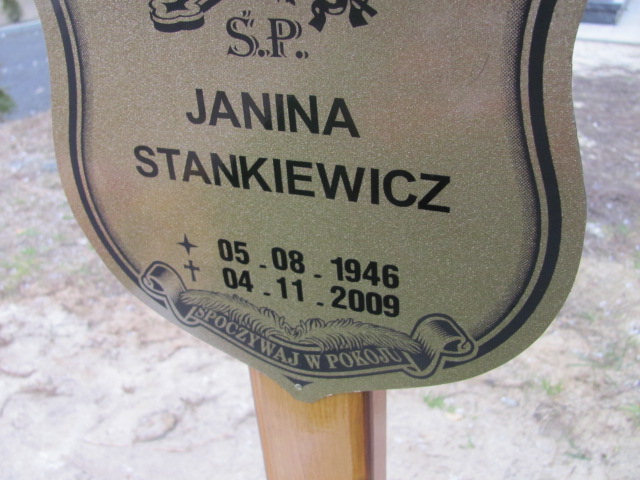 Ś.P.
JANINA
STANKIEWICZ
05-08-1946
04-11-2009
SPOCZYWAJ W POKOJU